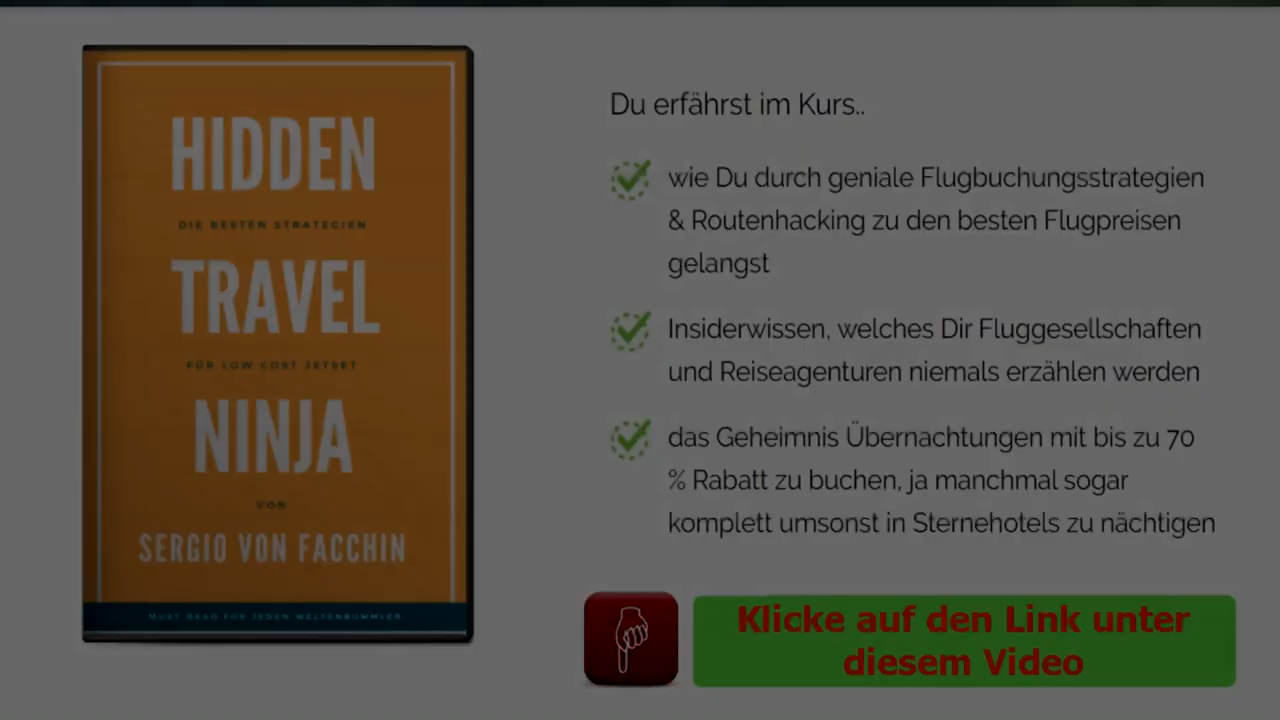 HIDDEN
DIE BESTEN STRATEGIEN
TRAVEL
FÜR LOW COST JETSET
NINJA
VON
SERGIO VON FACCHIN
MUST READ FÜR JEDEN WELTENBUMMLER
Du erfährst im Kurs..
wie Du durch geniale Flugbuchungsstrategien
& Routenhacking zu den besten Flugpreisen
gelangst
Insiderwissen, welches Dir Fluggesellschaften
und Reiseagenturen niemals erzählen werden
das Geheimnis Übernachtungen mit bis zu 70
% Rabatt zu buchen, ja manchmal sogar
komplett umsonst in Sternehotels zu nächtigen
Klicke auf den Link unter
diesem Video